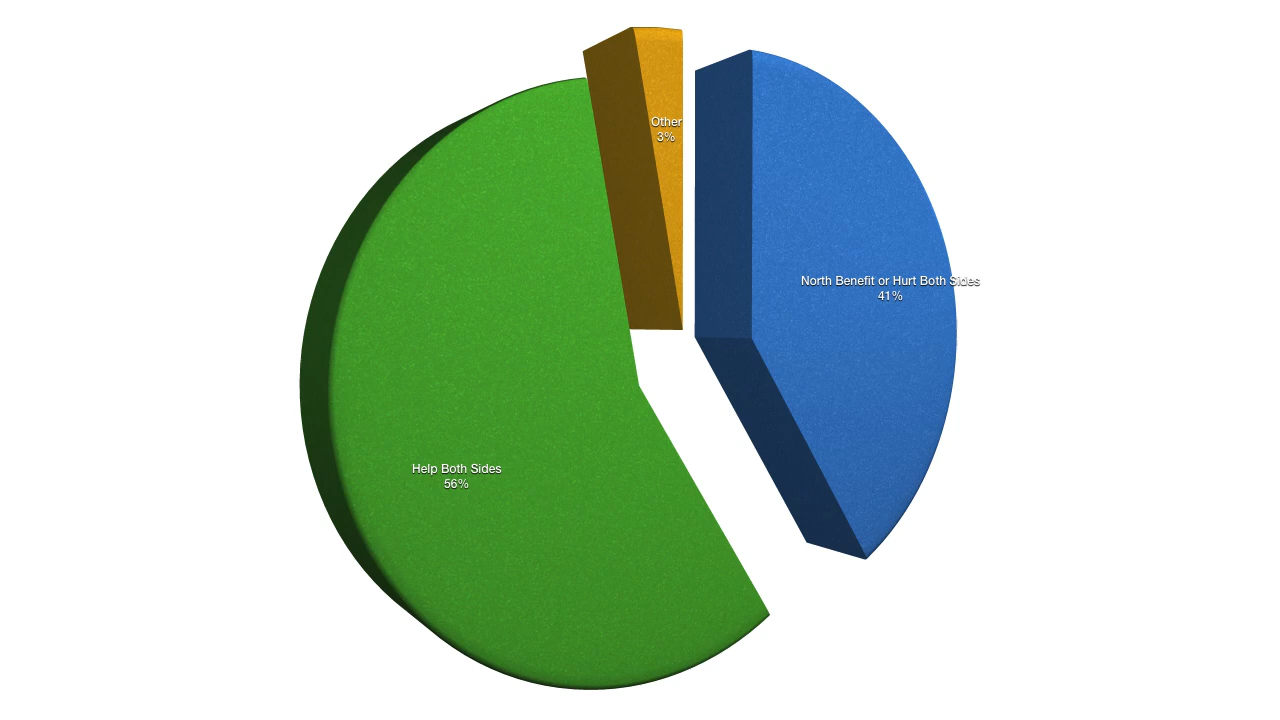 Other
3%
North Benefit or Hurt Both Sides
41%
Help Both Sides
56%